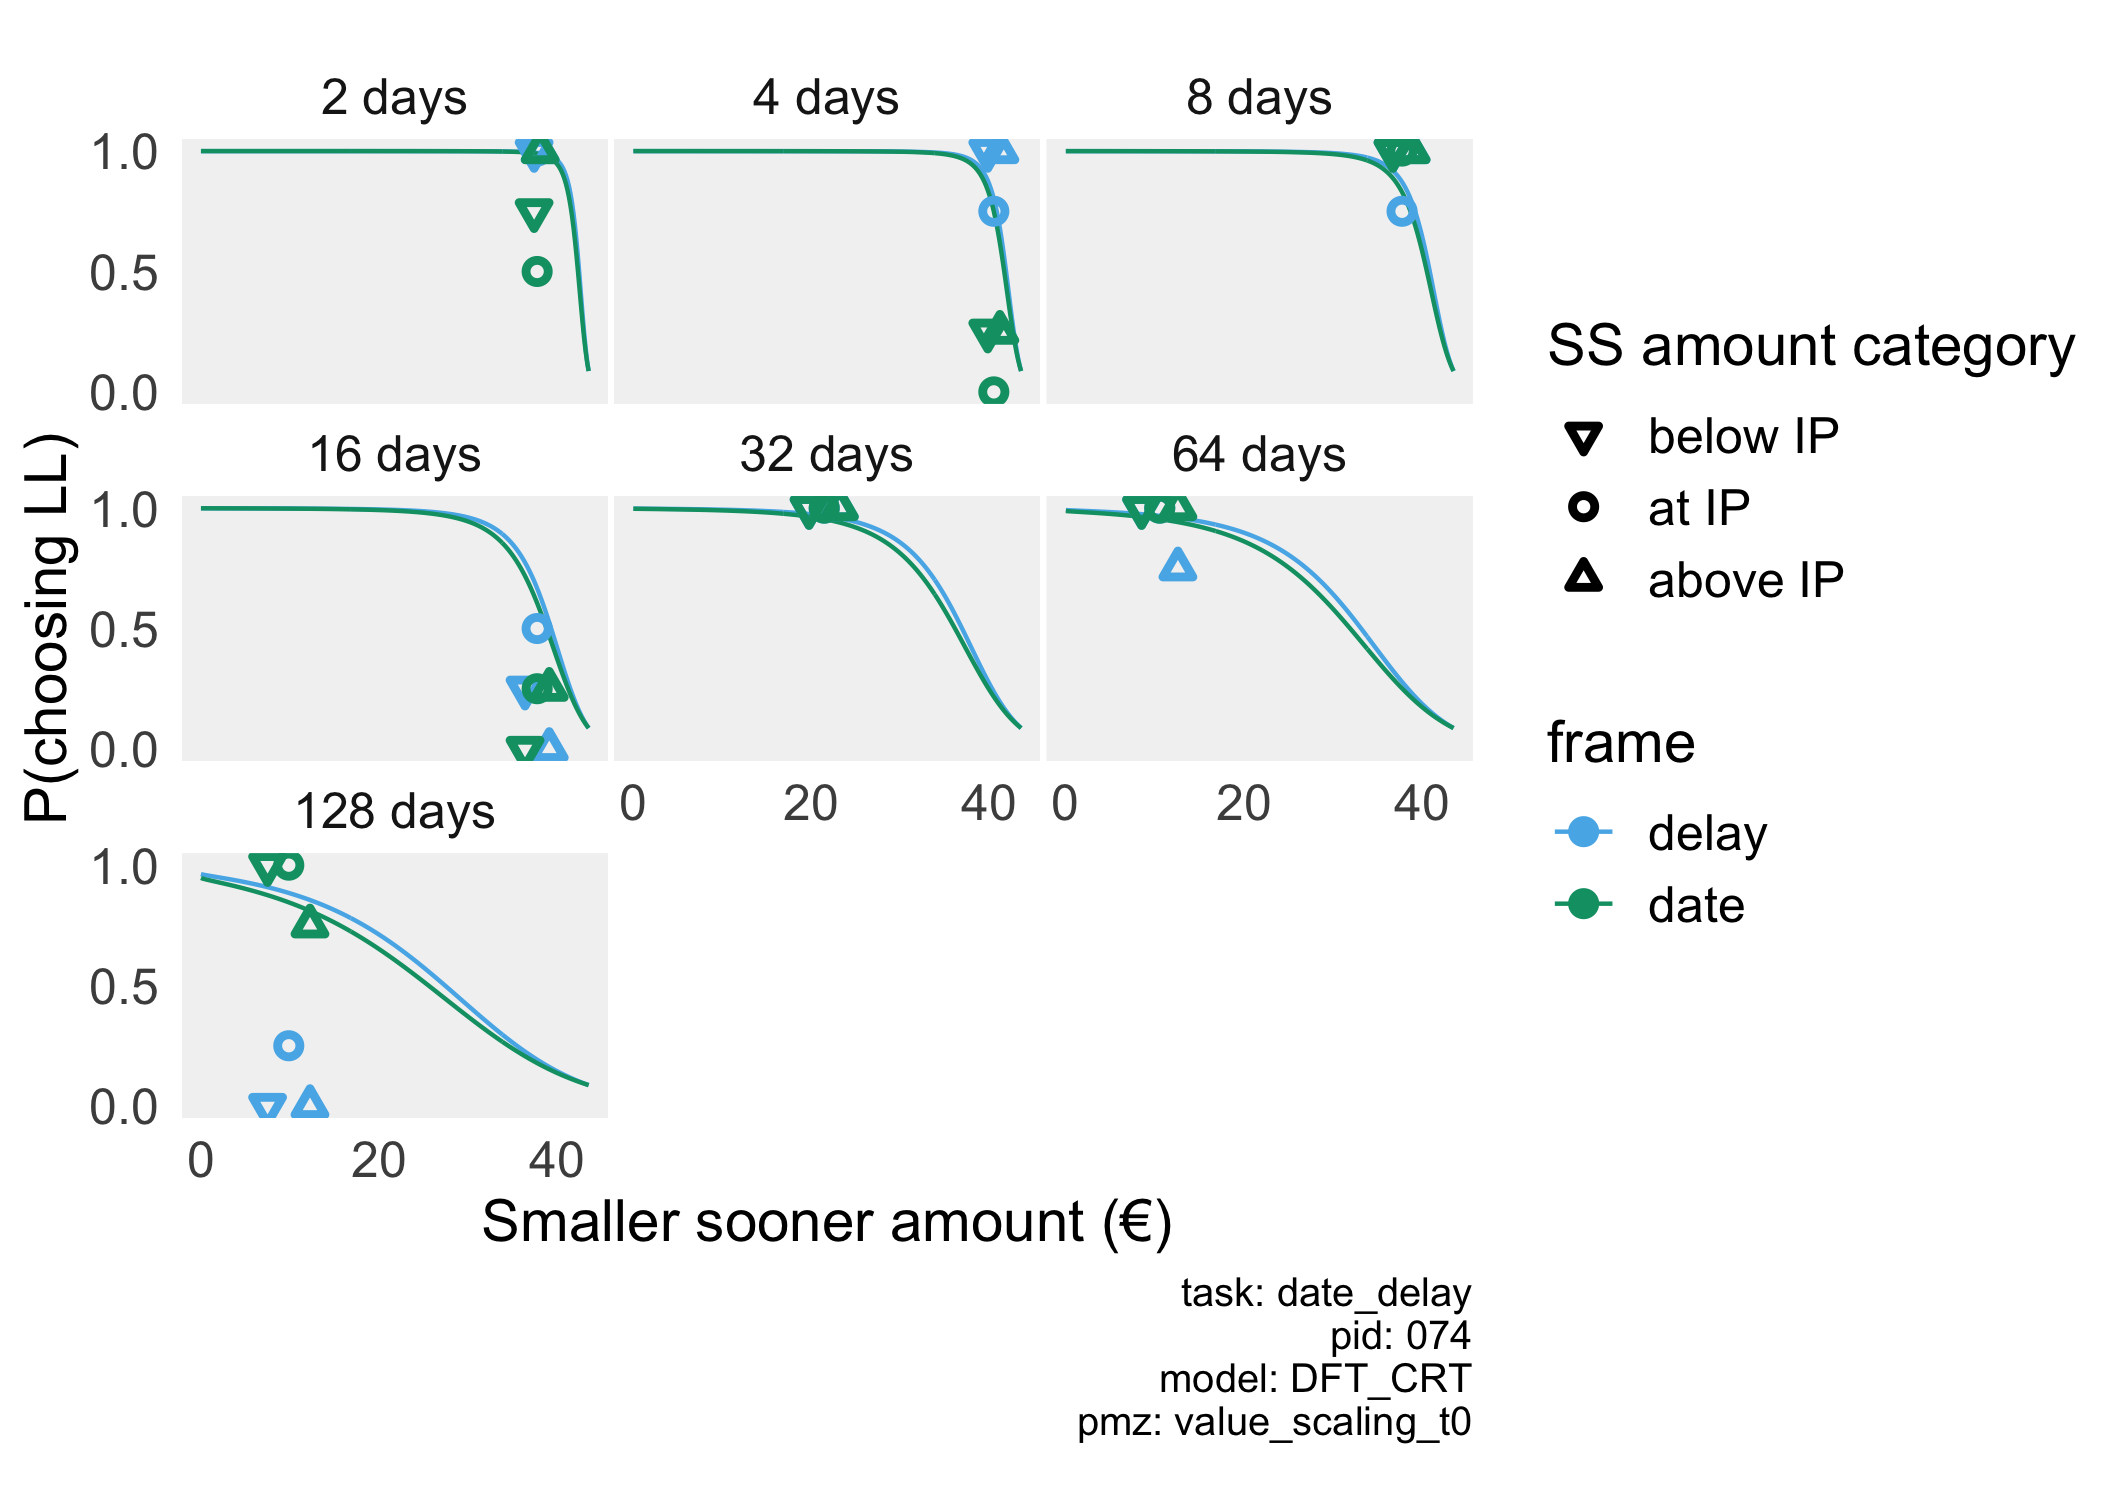 2 days
4 days
8 days
1.0
0.5
0.0
16 days
32 days
64 days
1.0
0.5
0.0
0
20
40
0
20
40
128 days
1.0
0.5
0.0
0
20
40
P(choosing LL)
Smaller sooner amount (€)
SS amount category
below IP
at IP
above IP
frame
delay
date
task: date_delay
pid: 074
model: DFT_CRT
pmz: value_scaling_t0